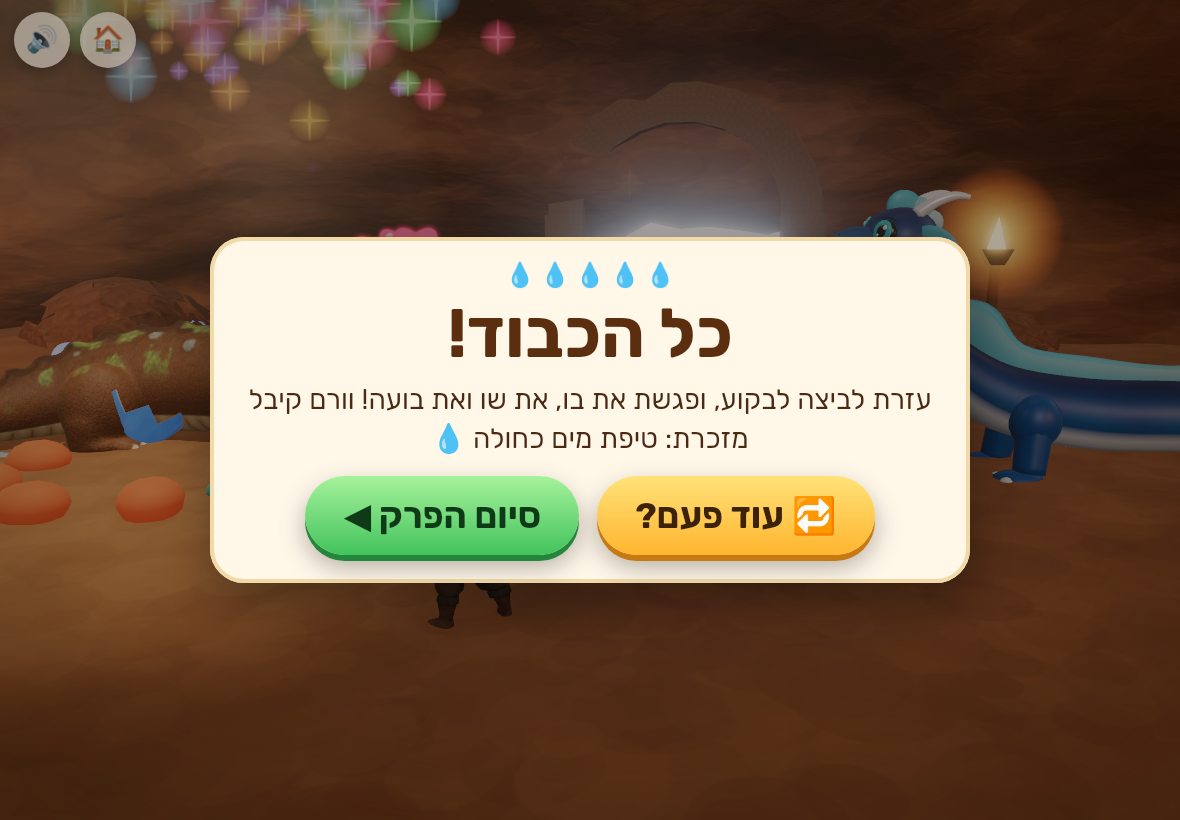 כל הכבוד!
עזרת לביצה לבקוע, ופגשת את בו, את שו ואת בועה! וורם קיבל
מזכרת: טיפת מים כחולה 💧
🔁 עוד פעם?
סיום הפרק ◀